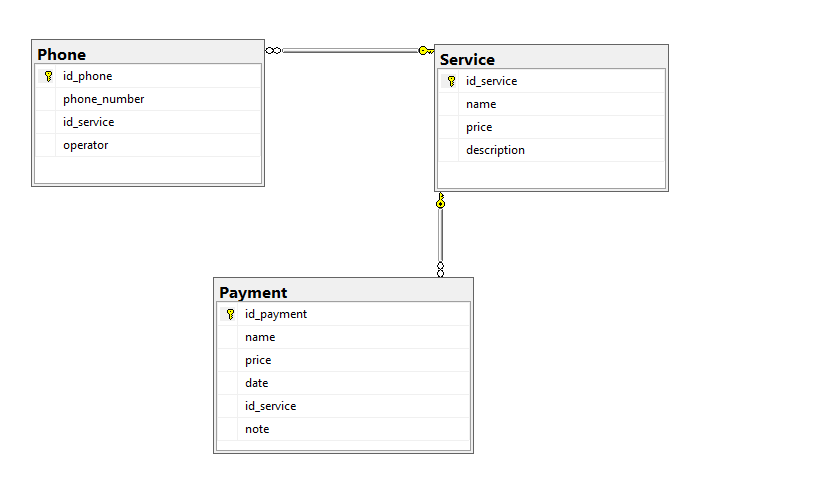 Phone
id_phone
phone_number
id_service
operator
Service
id_service
name
price
description
Payment
id_payment
name
price
date
id_service
note